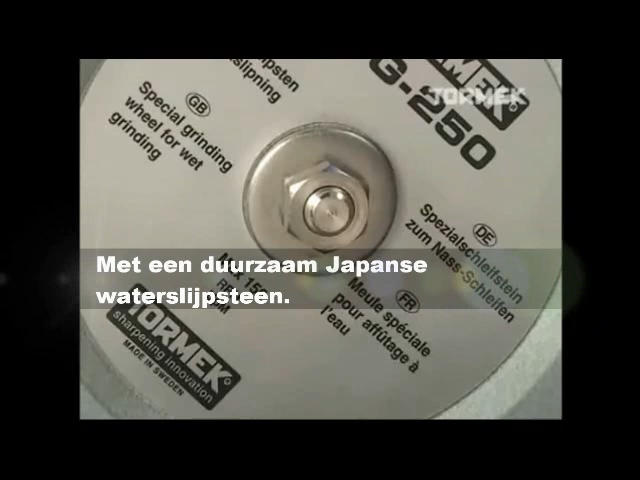 TORMEK
G-250
TORMEK
GB
Special grinding
wheel for wet
grinding
DE
Spezialschleifstein
zum Nass-Schleifen
FR
Meule spéciale
pour affûtage à
l'eau
TORMEK
sharpening innovation
MADE IN SWEDEN
Met een duurzaam Japanse
waterslijpsteen.